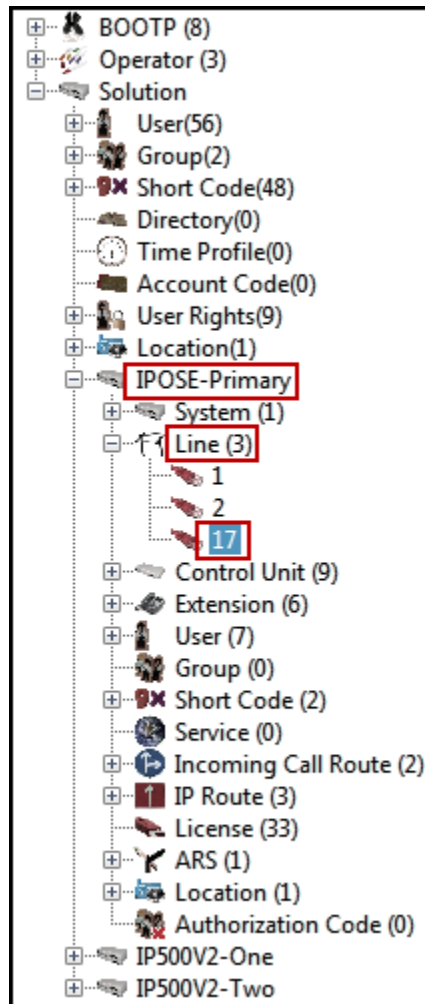 BOOTP (8)
Operator (3)
Solution
User(56)
Group(2)
Short Code(48)
Directory(0)
Time Profile(0)
Account Code(0)
User Rights(9)
Location(1)
IPOSE-Primary
System (1)
Line (3)
1
2
17
Control Unit (9)
Extension (6)
User (7)
Group (0)
Short Code (2)
Service (0)
Incoming Call Route (2)
IP Route (3)
License (33)
ARS (1)
Location (1)
Authorization Code (0)
IP500V2-One
IP500V2-Two